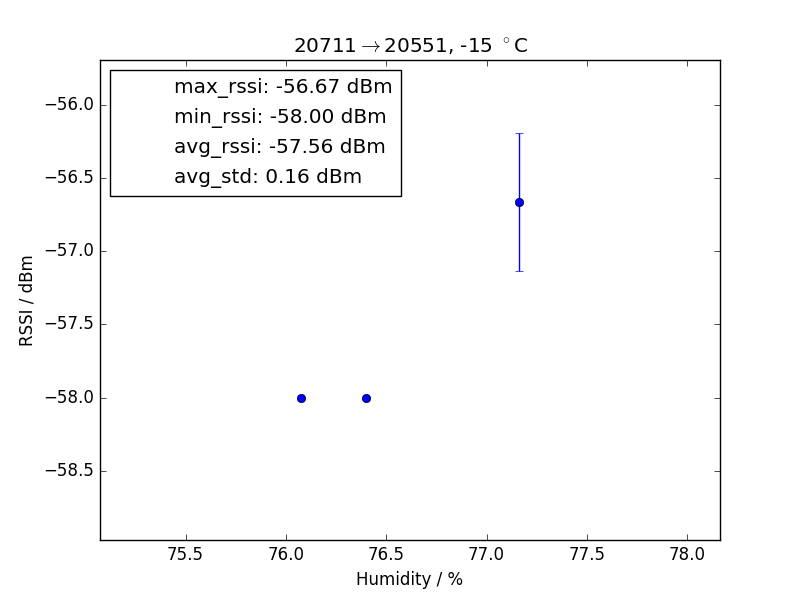 20711→20551, -15 °C
max_rssi: -56.67 dBm
min_rssi: -58.00 dBm
avg_rssi: -57.56 dBm
avg_std: 0.16 dBm
RSSI / dBm
−56.0
−56.5
−57.0
−57.5
−58.0
−58.5
75.5 76.0 76.5 77.0 77.5 78.0
Humidity / %